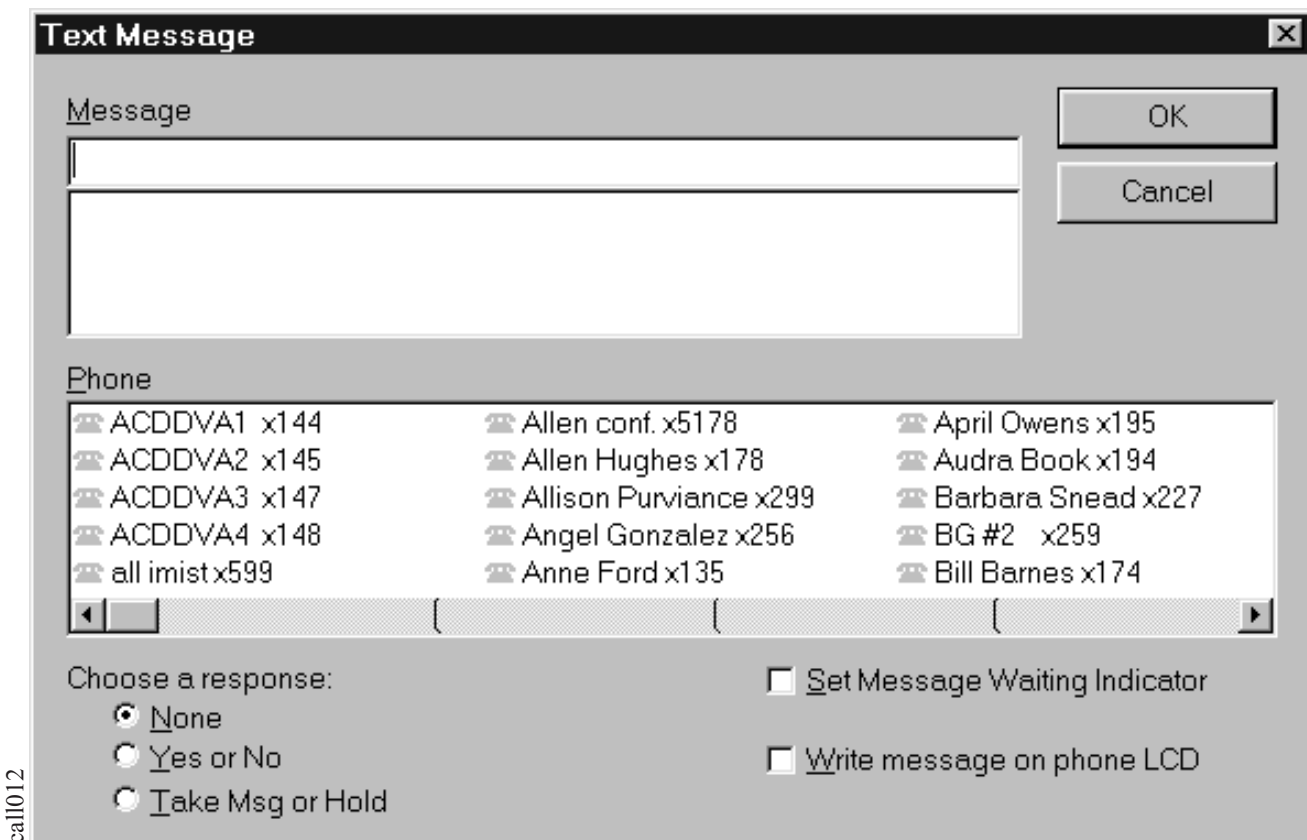 Text Message
Message
OK
Cancel
Phone
ACDDVA1 x144
ACDDVA2 x145
ACDDVA3 x147
ACDDVA4 x148
all imist x599
Allen conf. x5178
Allen Hughes x178
Allison Purviance x299
Angel Gonzalez x256
Anne Ford x135
April Owens x195
Audra Book x194
Barbara Snead x227
BG #2 x259
Bill Barnes x174
Choose a response:
None
Yes or No
Take Msg or Hold
Set Message Waiting Indicator
Write message on phone LCD
call012